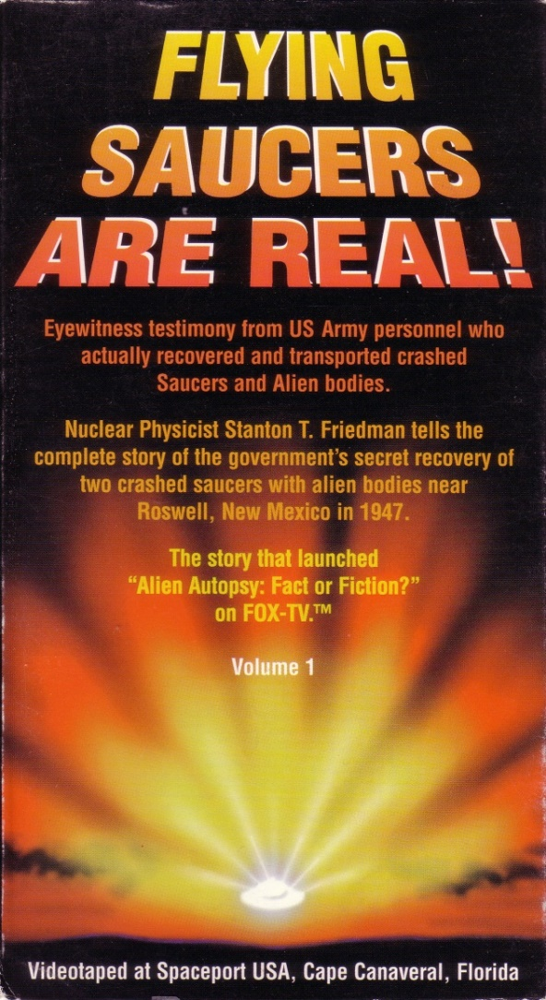 FLYING
SAUCERS
ARE REAL!
Eyewitness testimony from US Army personnel who
actually recovered and transported crashed
Saucers and Alien bodies.
Nuclear Physicist Stanton T. Friedman tells the
complete story of the government's secret recovery of
two crashed saucers with alien bodies near
Roswell, New Mexico in 1947.
The story that launched
“Alien Autopsy: Fact or Fiction?”
on FOX-TV.™
Volume 1
Videotaped at Spaceport USA, Cape Canaveral, Florida